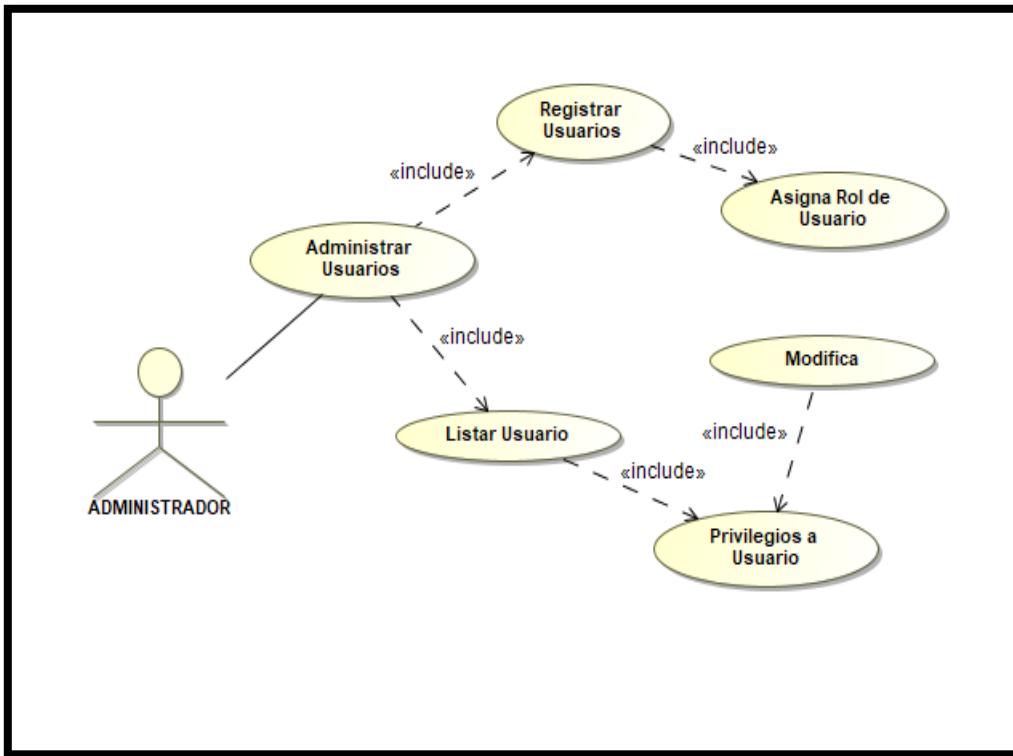 Registrar
Usuarios
«include»
«include»
Asigna Rol de
Usuario
Administrar
Usuarios
«include»
Modifica
Listar Usuario
«include»
«include»
Privilegios a
Usuario
ADMINISTRADOR